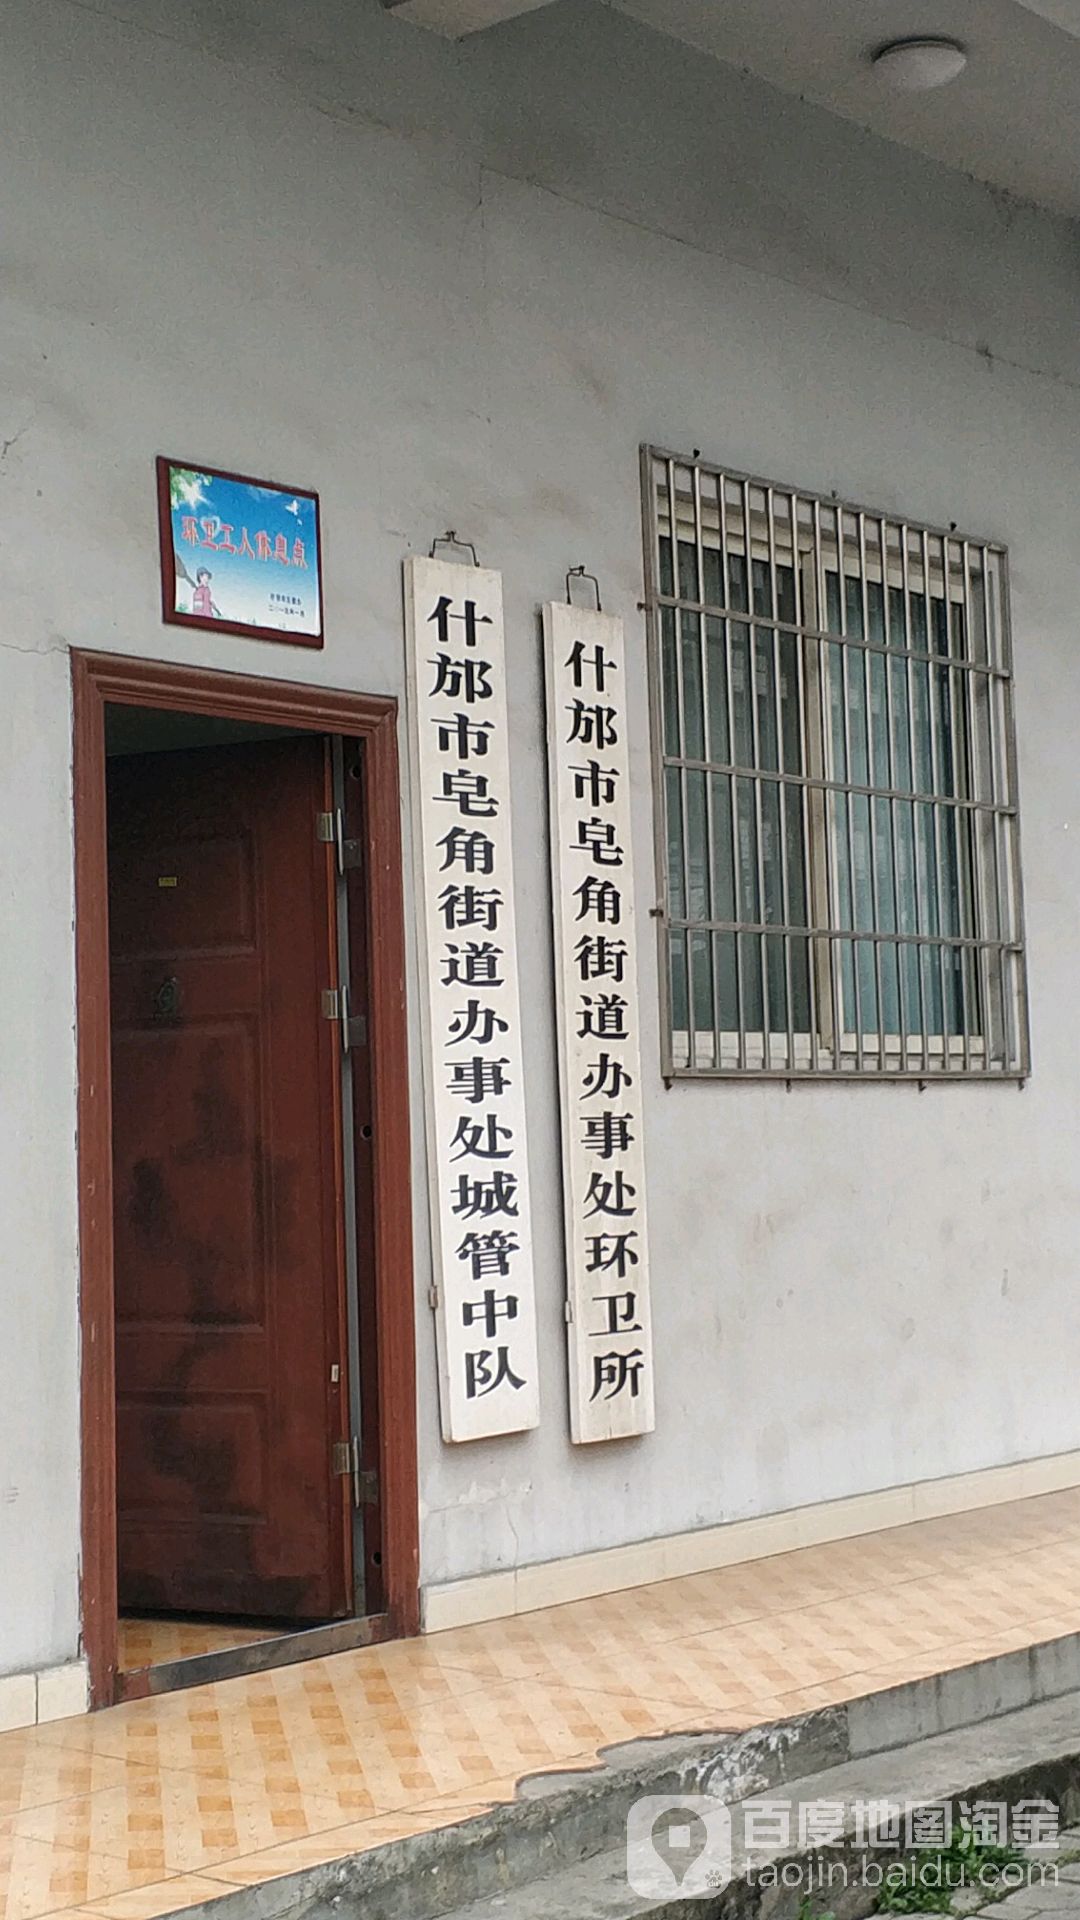 环卫工人休息点
什邡市皂角街道办事处城管中队
什邡市皂角街道办事处环卫所
百度地图淘金
taojin.baidu.com